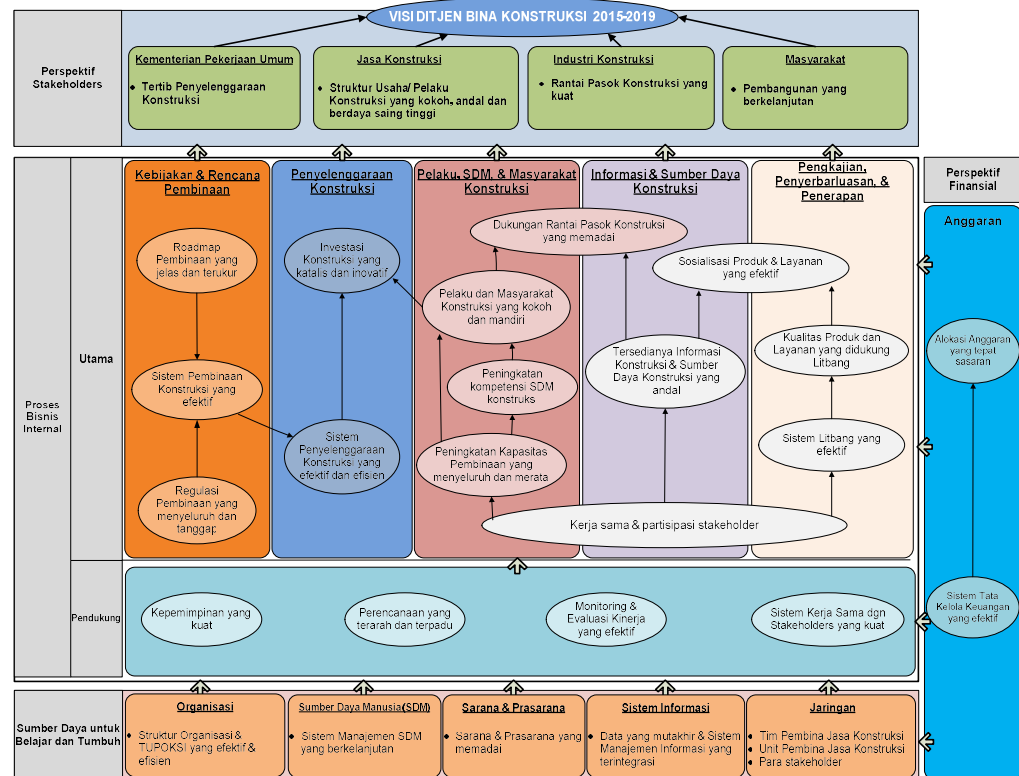 VISI DITJEN BINA KONSTRUKSI 2015-2019
Perspektif
Stakeholders
Kementerian Pekerjaan Umum
• Tertib Penyelenggaraan
Konstruksi
Jasa Konstruksi
• Struktur Usaha/ Pelaku
Konstruksi yang kokoh, andal dan
berdaya saing tinggi
Industri Konstruksi
• Rantai Pasok Konstruksi yang
kuat
Masyarakat
• Pembangunan yang
berkelanjutan
Proses
Bisnis
Internal
Utama
Kebijakar & Rencana
Pembinaan
Roadmap
Pembinaan yang
jelas dan terukur
Sistem Pembinaan
Konstruksi yang
efektif
Regulasi
Pembinaan yang
menyeluruh dan
tanggap
Penyelenggaraan
Konstruksi
Investasi
Konstruksi yang
katalis dan inovatif
Sistem
Penyelenggaraan
Konstruksi yang
efektif dan efisien
Pelaku, SDM, & Masyarakat
Konstruksi
Dukungan Rantai Pasok Konstruksi
yang memadai
Pelaku dan Masyarakat
Konstruksi yang kokoh
dan mandiri
Peningkatan
kompetensi SDM
konstruks
Peningkatan Kapasitas
Pembinaan yang
menyeluruh dan merata
Informasi & Sumber Daya
Konstruksi
Sosialisasi Produk & Layanan
yang efektif
Tersedianya Informasi
Konstruksi & Sumber
Daya Konstruksi yang
andal
Kerja sama & partisipasi stakeholder
Pengkajian,
Penyerbarluasan, &
Penerapan
Kualitas Produk dan
Layanan yang didukung
Litbang
Sistem Litbang yang
efektif
Perspektif
Finansial
Anggaran
Alokasi Anggaran
yang tepat
sasaran
Sistem Tata
Kelola Keuangan
yang efektif
Pendukung
Kepemimpinan yang
kuat
Perencanaan yang
terarah dan terpadu
Monitoring &
Evaluasi Kinerja
yang efektif
Sistem Kerja Sama dgn
Stakeholders yang kuat
Sumber Daya untuk
Belajar dan Tumbuh
Organisasi
• Struktur Organisasi &
TUPOKSI yang efektif &
efisien
Sumber Daya Manusia(SDM)
• Sistem Manajemen SDM
yang berkelanjutan
Sarana & Prasarana
• Sarana & Prasarana yang
memadai
Sistem Informasi
• Data yang mutakhir & Sistem
Manajemen Informasi yang
terintegrasi
Jaringan
• Tim Pembina Jasa Konstruksi
• Unit Pembina Jasa Konstruksi
• Para stakeholder